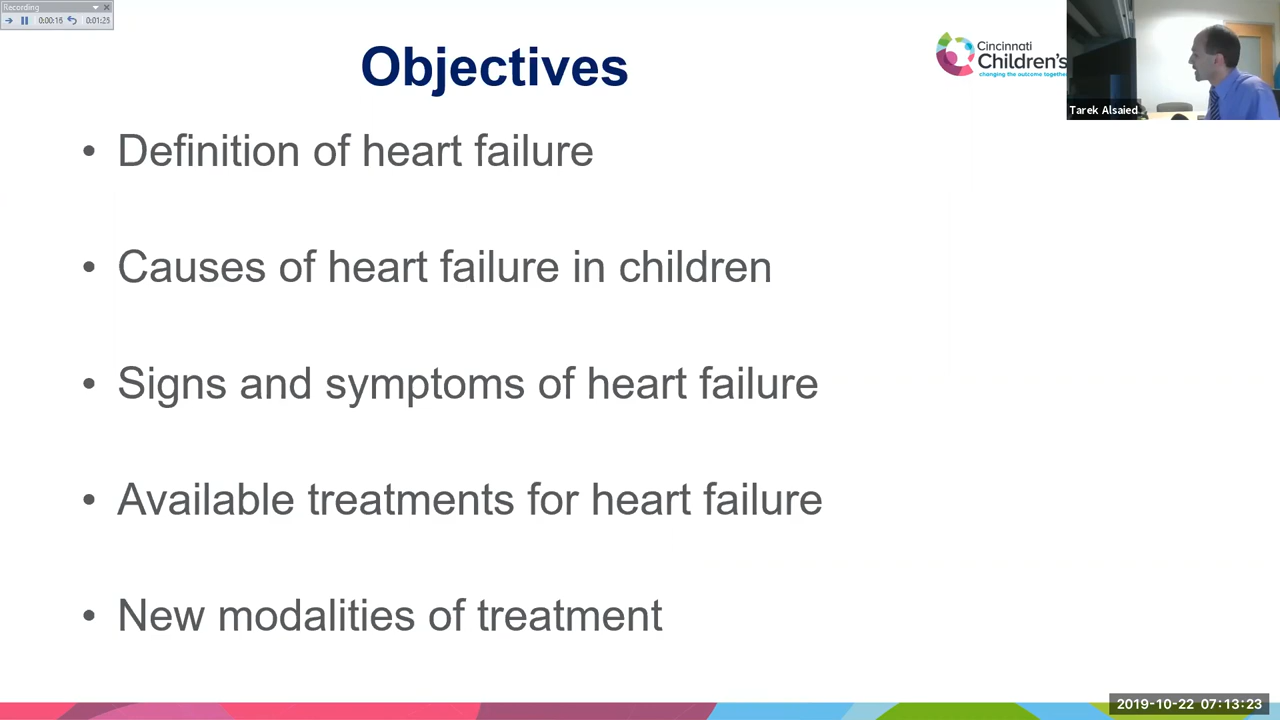 Recording
0:00:16
0:01:25
Objectives
Cincinnati
Children's
changing the outcome together
Tarek Alsaied
• Definition of heart failure
• Causes of heart failure in children
• Signs and symptoms of heart failure
• Available treatments for heart failure
• New modalities of treatment
2019-10-22 07:13:23